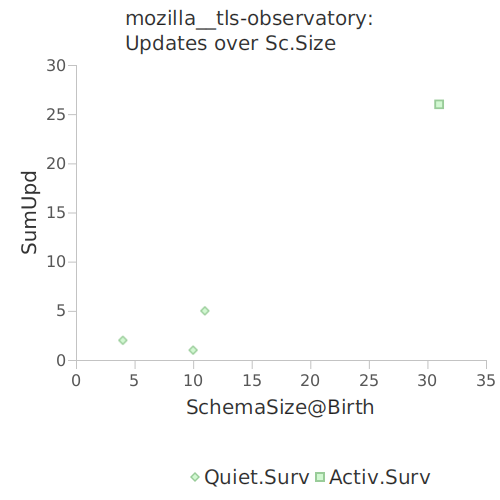 mozilla__tls-observatory:
Updates over Sc.Size
30
25
20
15
10
5
0
SumUpd
0 5 10 15 20 25 30 35
SchemaSize@Birth
Quiet.Surv Activ.Surv